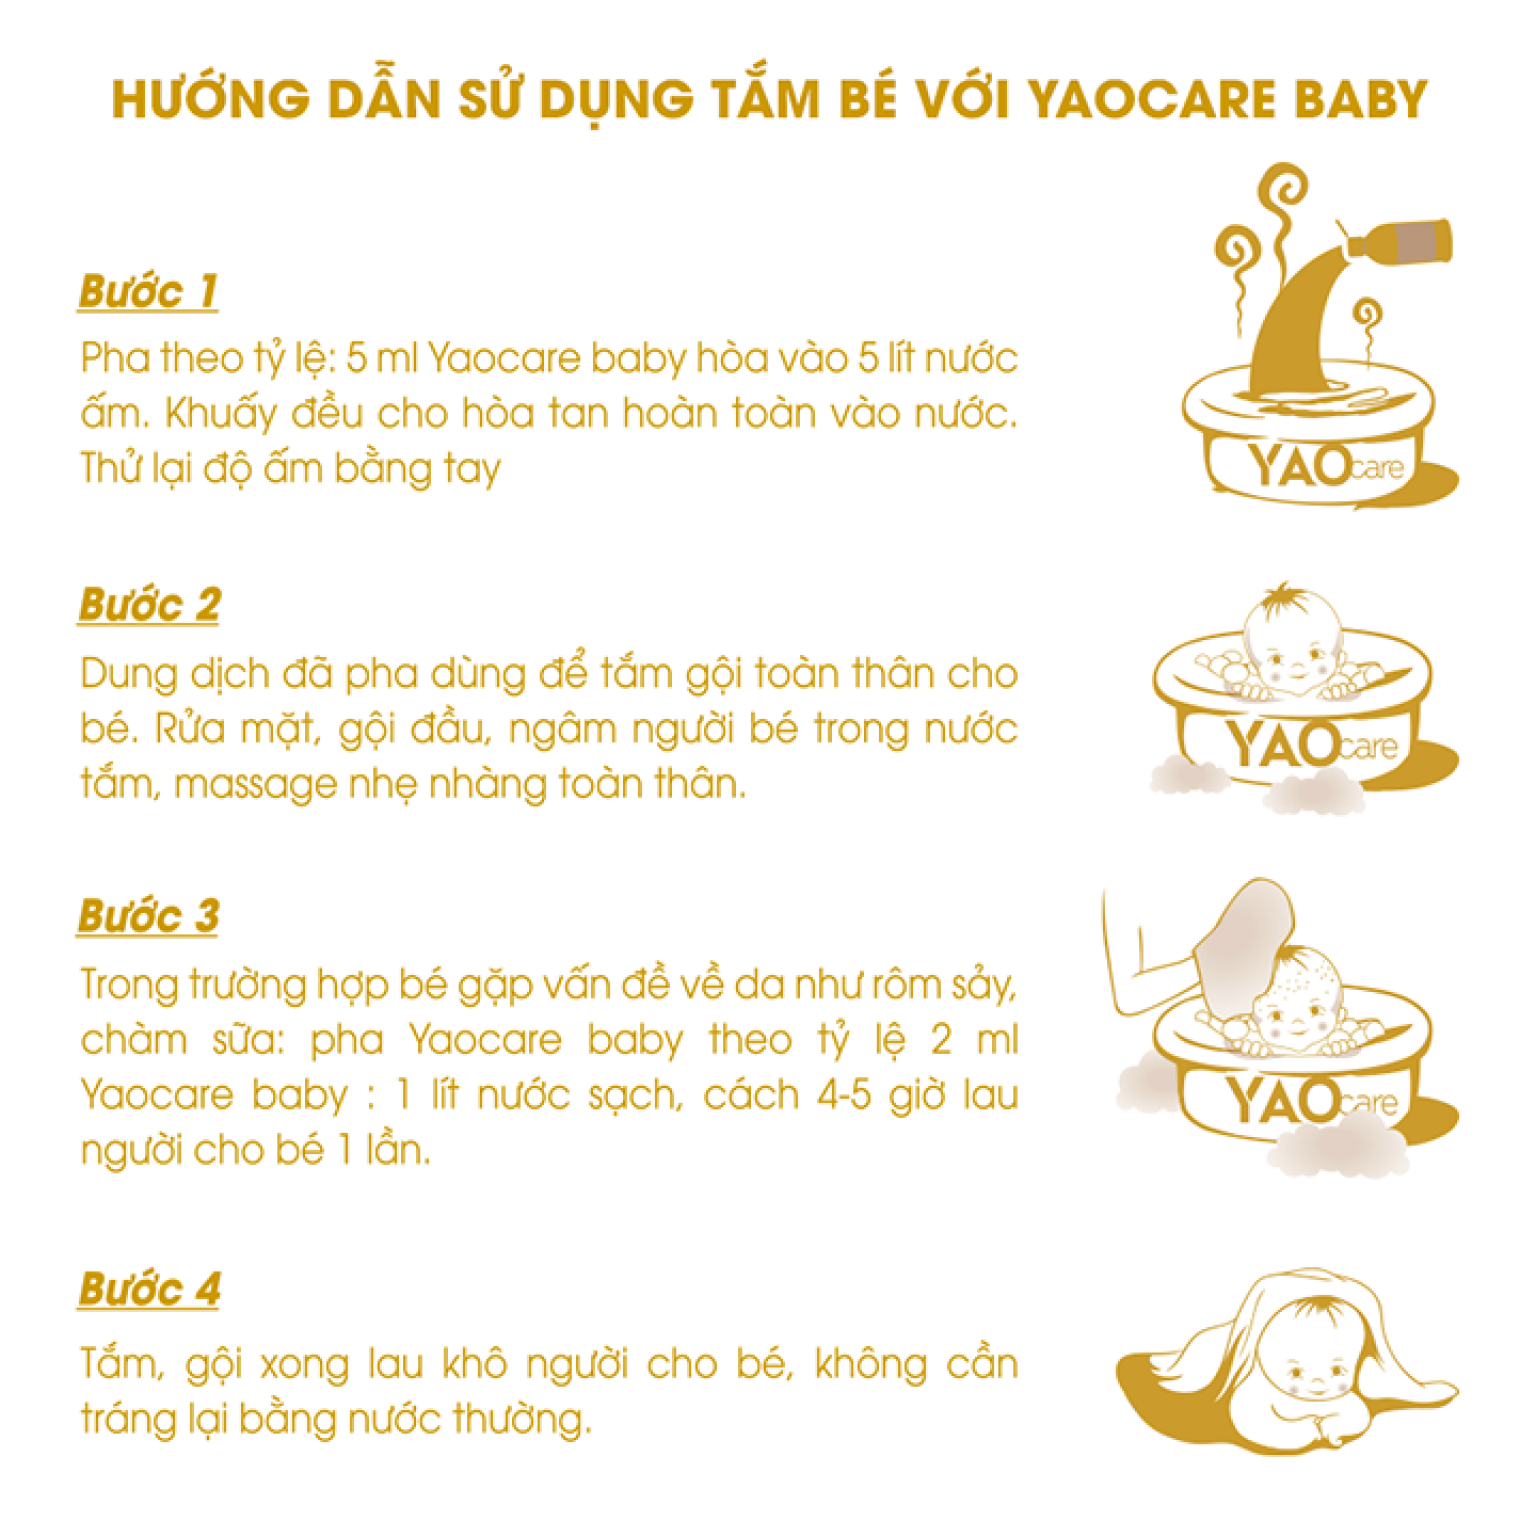 HƯỚNG DẪN SỬ DỤNG TẮM BÉ VỚI YAOCARE BABY
Bước 1
Pha theo tỷ lệ: 5 ml Yaocare baby hòa vào 5 lít nước
ấm. Khuấy đều cho hòa tan hoàn toàn vào nước.
Thử lại độ ấm bằng tay
YAOcare
Bước 2
Dung dịch đã pha dùng để tắm gội toàn thân cho
bé. Rửa mặt, gội đầu, ngâm người bé trong nước
tắm, massage nhẹ nhàng toàn thân.
YAOcare
Bước 3
Trong trường hợp bé gặp vấn đề về da như rôm sảy,
chàm sữa: pha Yaocare baby theo tỷ lệ 2 ml
Yaocare baby : 1 lít nước sạch, cách 4-5 giờ lau
người cho bé 1 lần.
YAOcare
Bước 4
Tắm, gội xong lau khô người cho bé, không cần
tráng lại bằng nước thường.